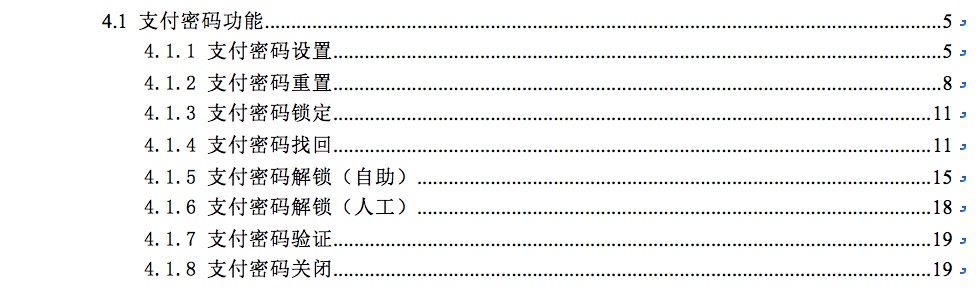 4.1 支付密码功能........................................5
4.1.1 支付密码设置........................................5
4.1.2 支付密码重置........................................8
4.1.3 支付密码锁定........................................11
4.1.4 支付密码找回........................................11
4.1.5 支付密码解锁（自助）........................................15
4.1.6 支付密码解锁（人工）........................................18
4.1.7 支付密码验证........................................19
4.1.8 支付密码关闭........................................19